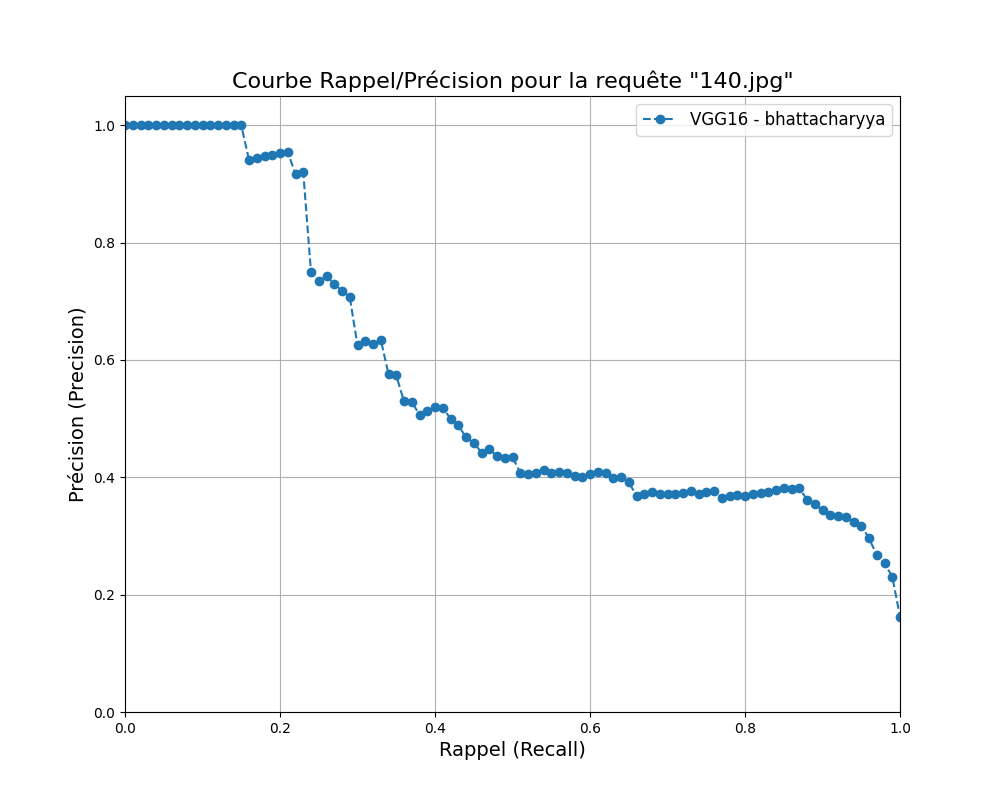 Courbe Rappel/Précision pour la requête "140.jpg"
VGG16 - bhattacharyya
1.0
0.8
0.6
0.4
0.2
0.0
Précision (Precision)
0.0 0.2 0.4 0.6 0.8 1.0
Rappel (Recall)